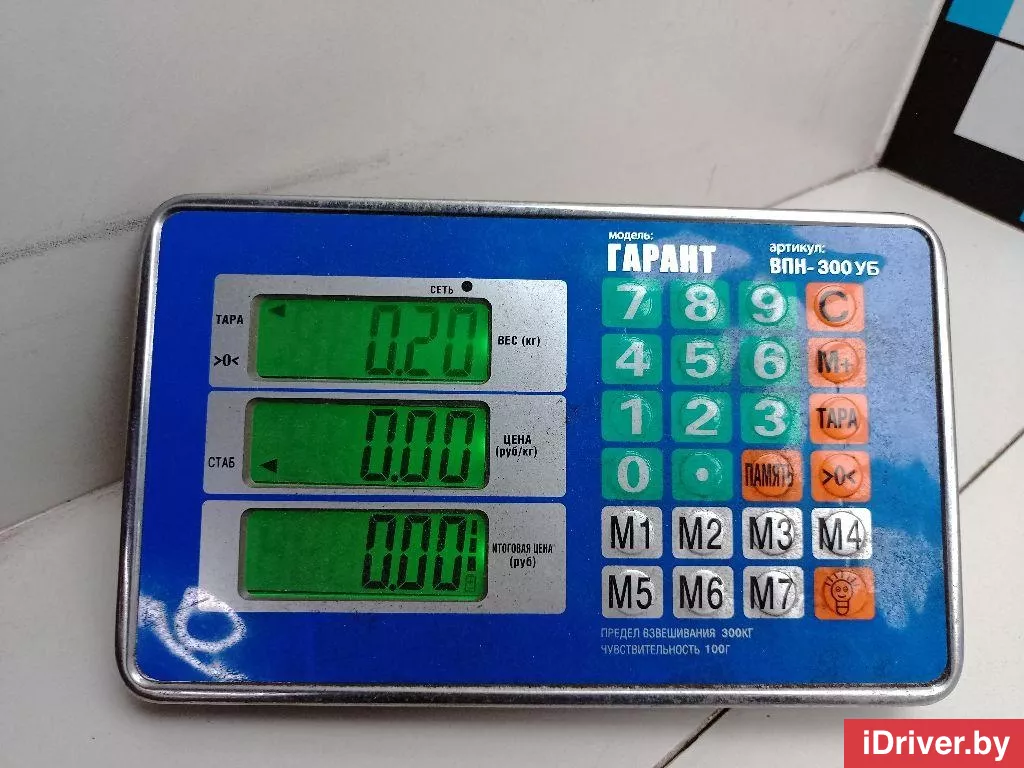 модель:
ГАРАНТ
артикул:
ВПН-300 УБ
СЕТЬ
ТАРА
>0<
0.20
ВЕС (кг)
СТАБ
0.00
ЦЕНА
(руб/кг)
0.00
ИТОГОВАЯ ЦЕНА
(руб)
7 8 9 C
4 5 6 M+
1 2 3 ТАРА
0 . ПАМЯТЬ >0<
M1 M2 M3 M4
M5 M6 M7
ПРЕДЕЛ ВЗВЕШИВАНИЯ 300КГ
ЧУВСТВИТЕЛЬНОСТЬ 100Г
iDriver.by